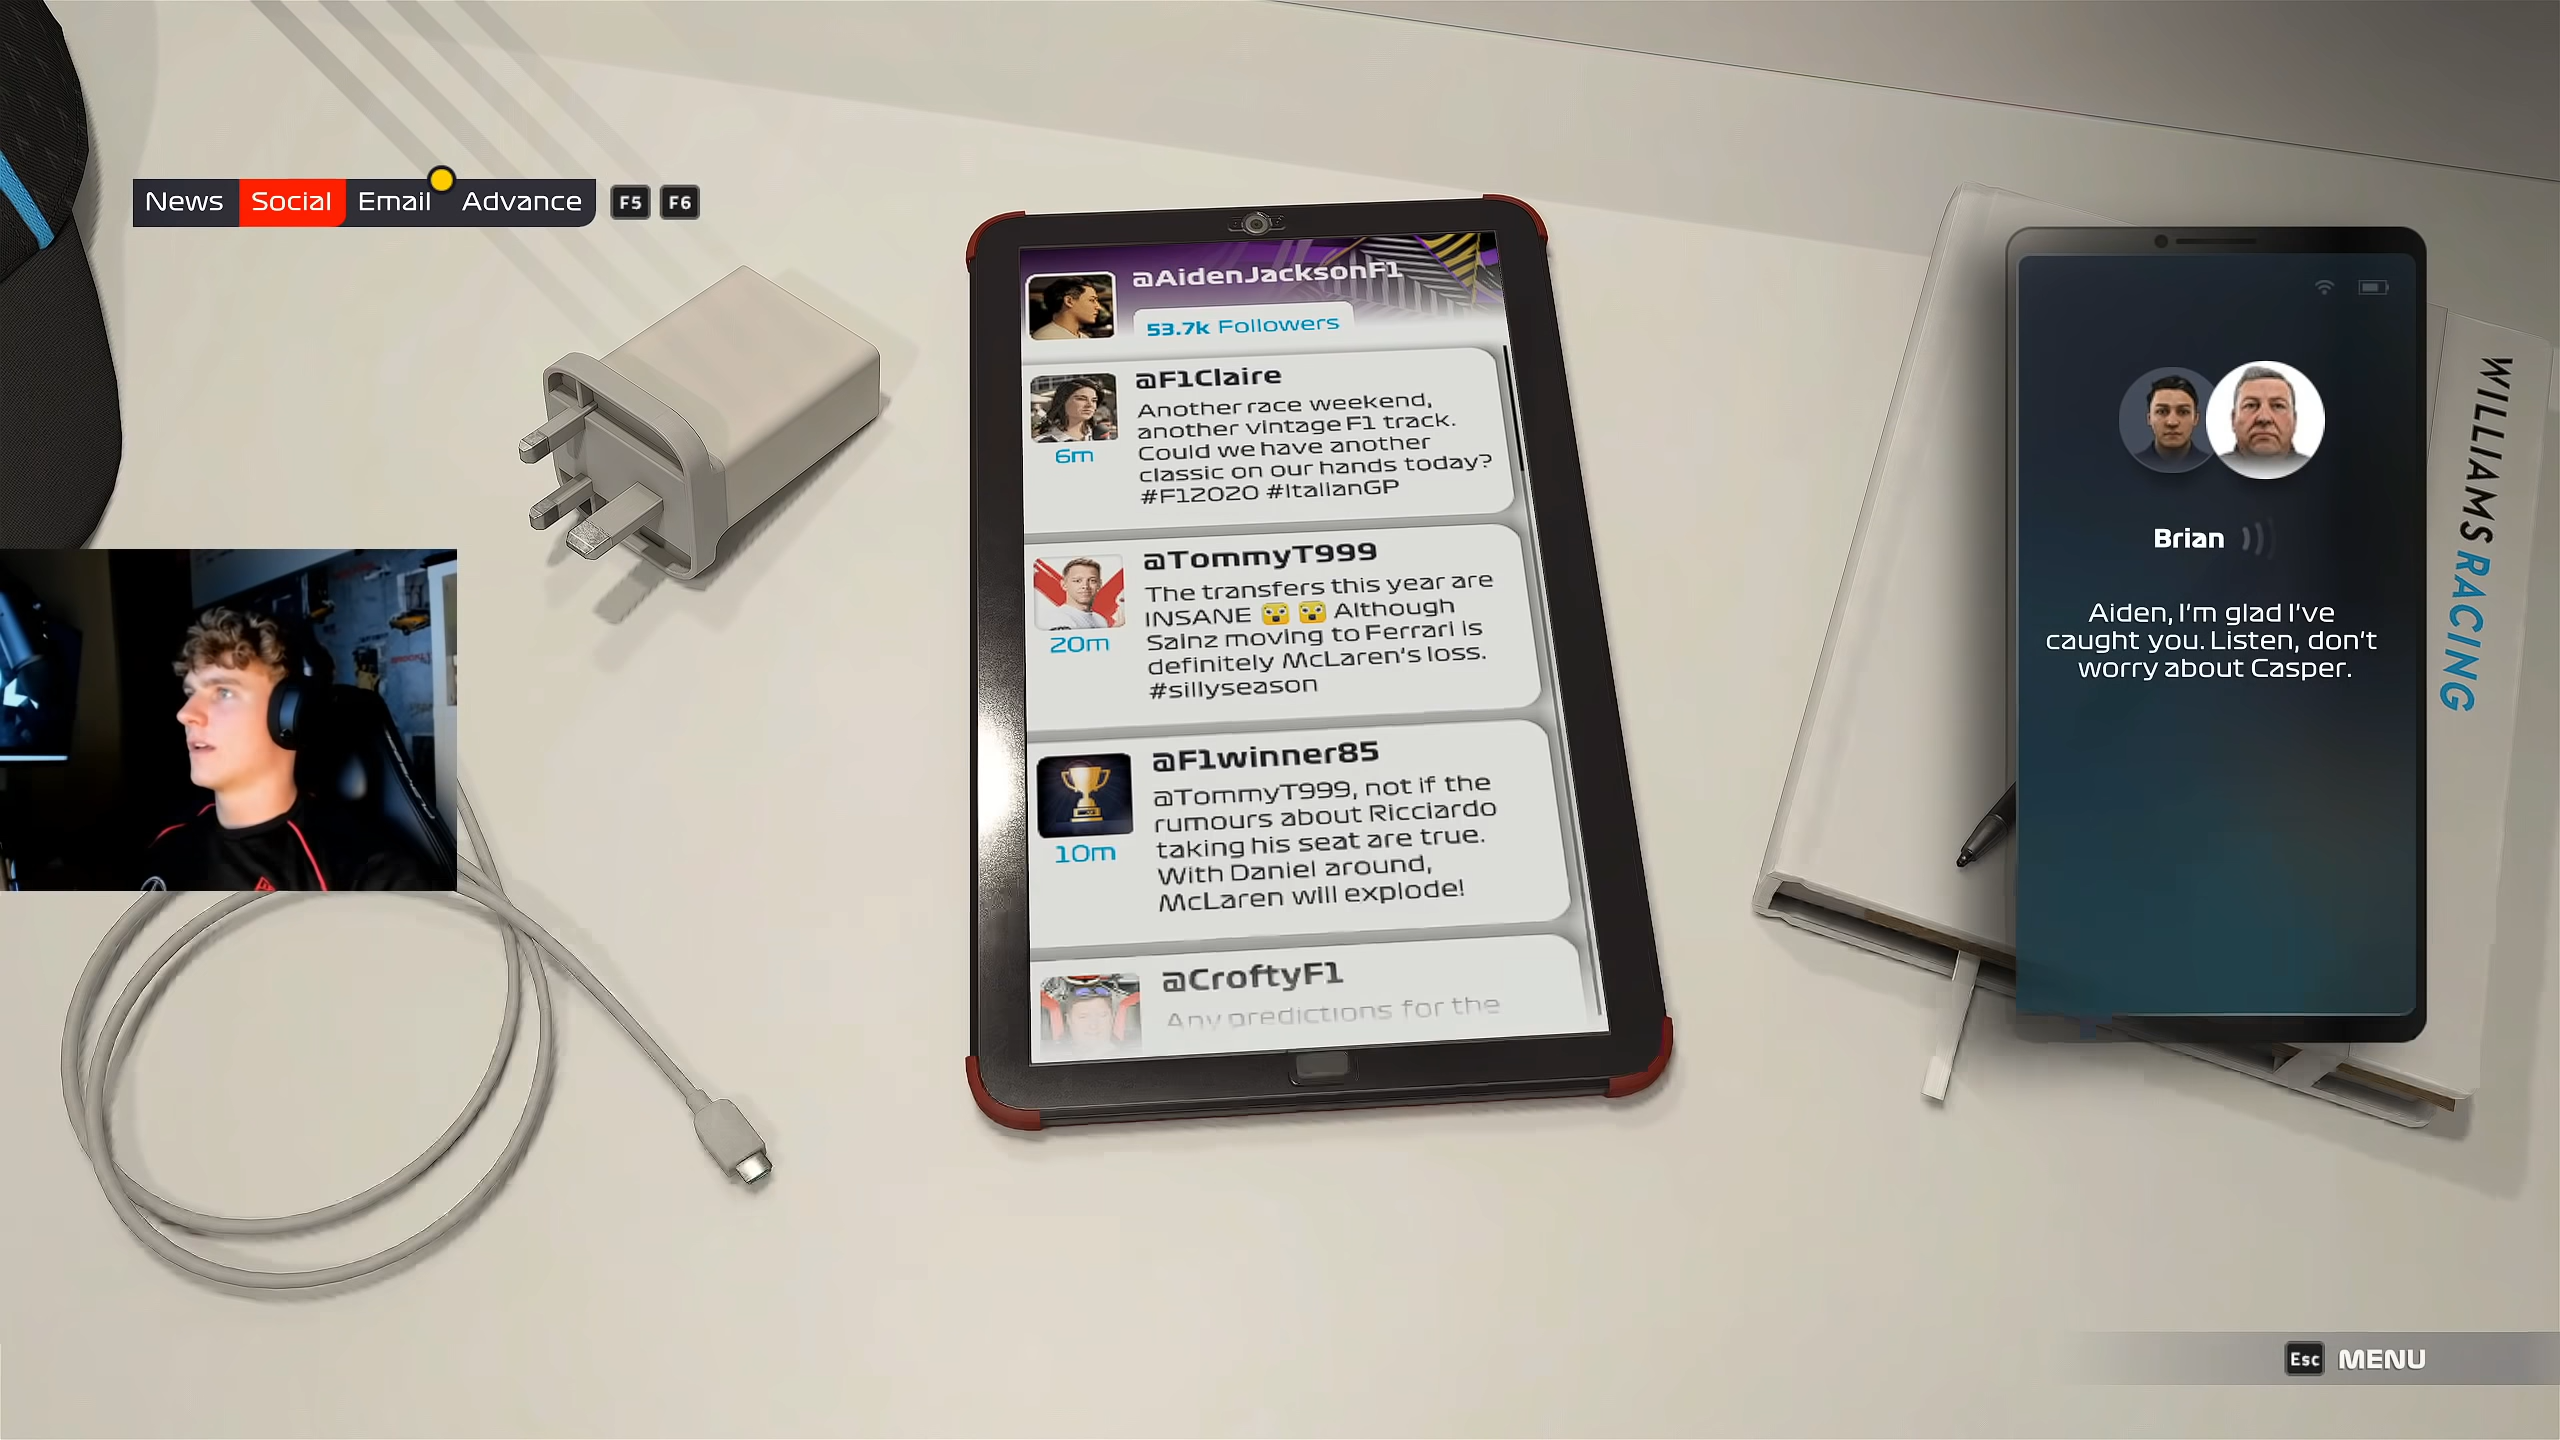 News
Social
Email
Advance
F5
F6
@AidenJacksonF1
53.7k Followers
@F1Claire
6m
Another race weekend,
another vintage F1 track.
Could we have another
classic on our hands today?
#F12020 #ItalianGP
@TommyT999
20m
The transfers this year are
INSANE 😲 😲 Although
Sainz moving to Ferrari is
definitely McLaren's loss.
#sillyseason
@F1winner85
10m
@TommyT999, not if the
rumours about Ricciardo
taking his seat are true.
With Daniel around,
McLaren will explode!
@CroftyF1
Any predictions for the
Brian
Aiden, I'm glad I've
caught you. Listen, don't
worry about Casper.
WILLIAMS RACING
Esc MENU